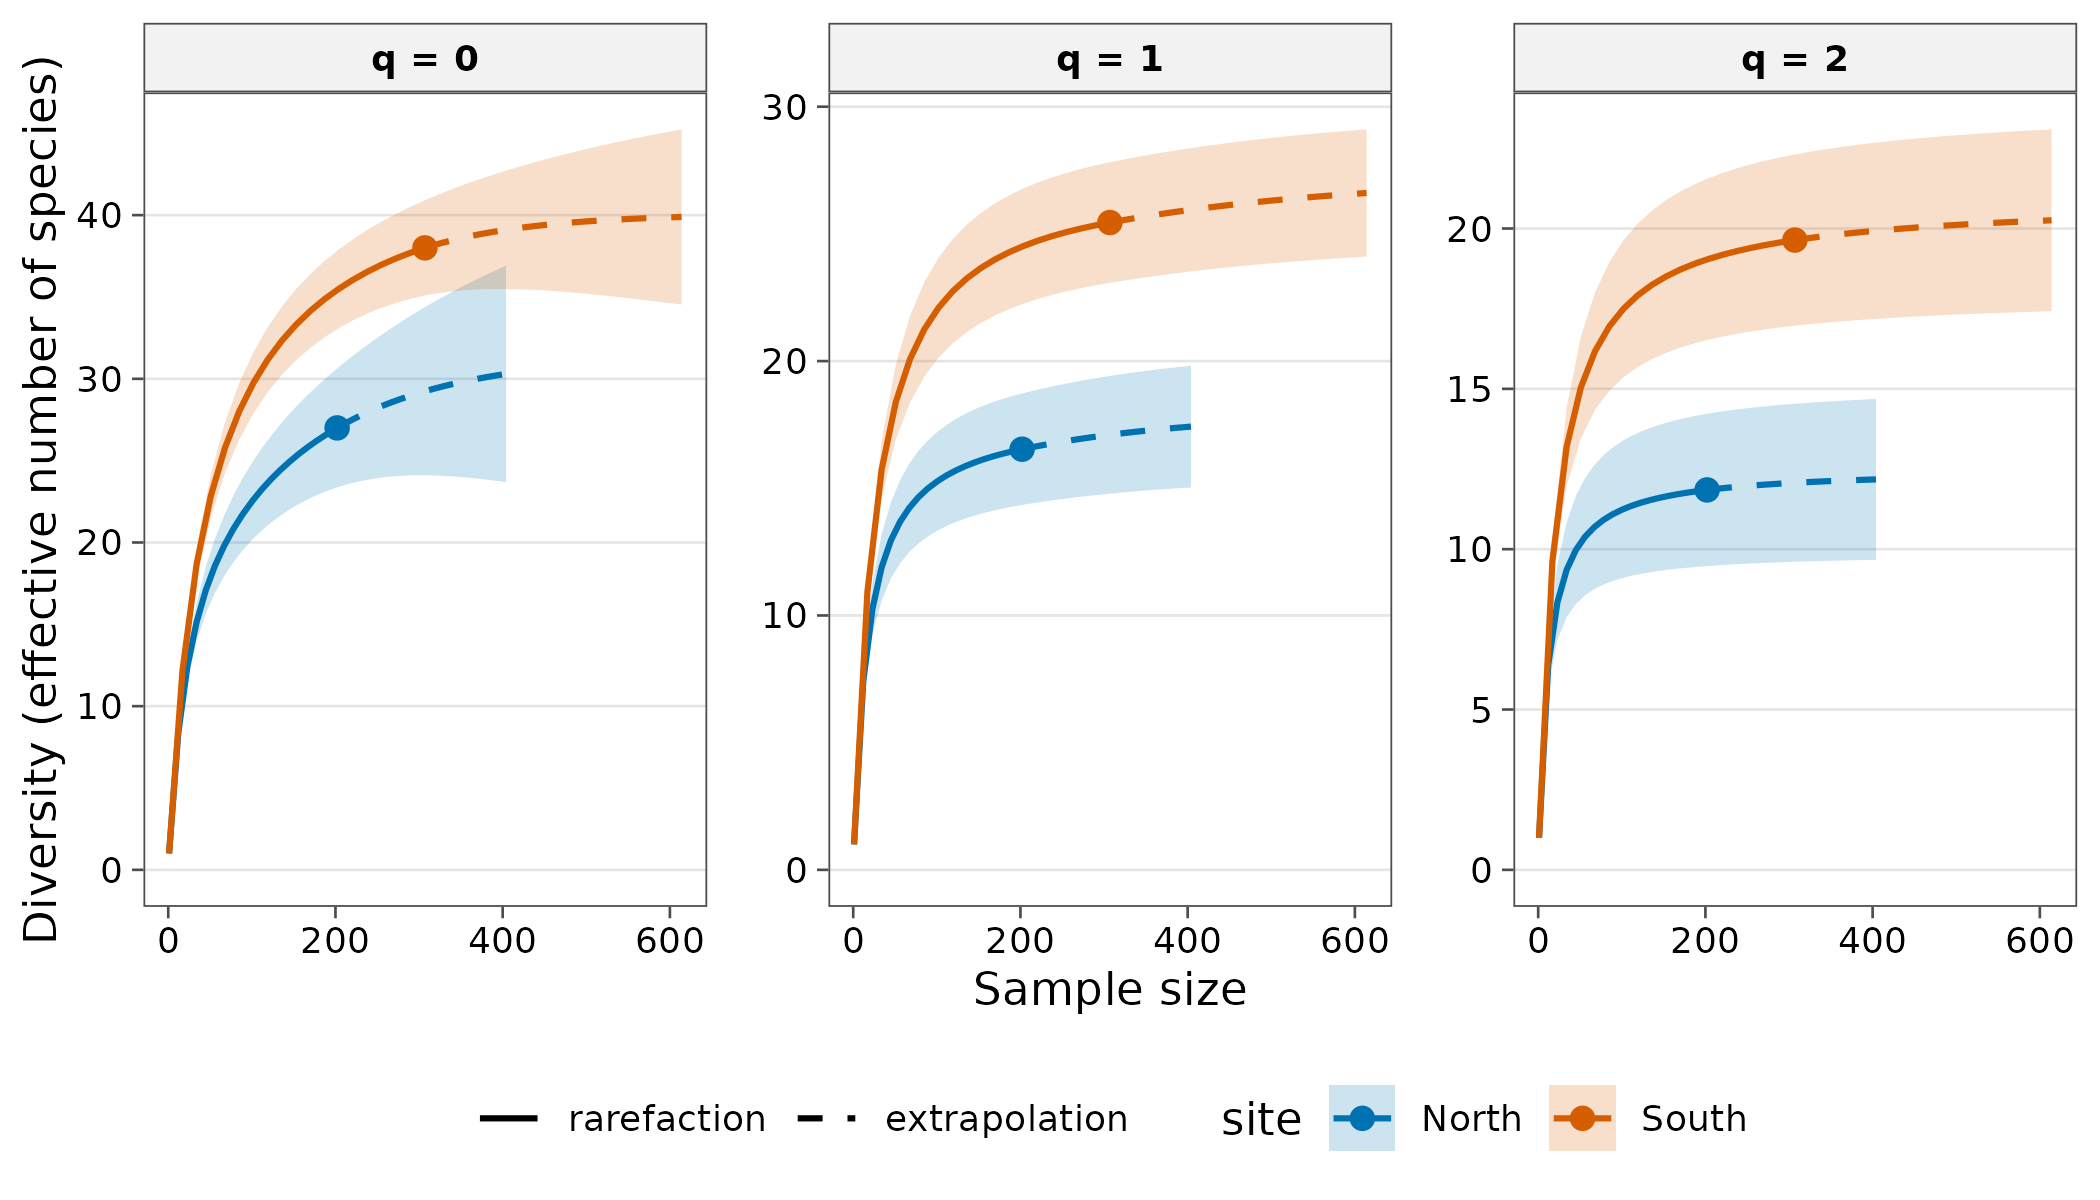 q = 0
q = 1
q = 2
Diversity (effective number of species)
40
30
20
10
0
30
20
10
0
20
15
10
5
0
0 200 400 600
0 200 400 600
0 200 400 600
Sample size
rarefaction extrapolation site North South